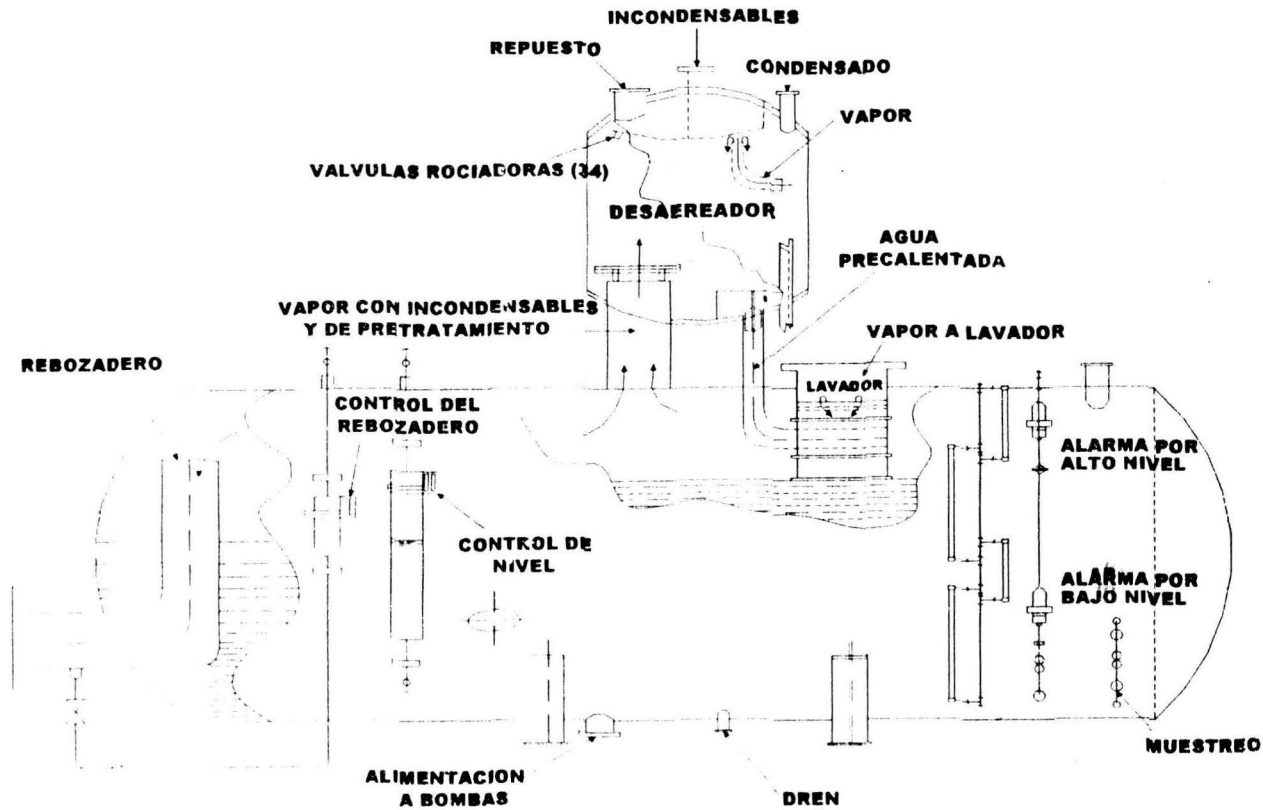 INCONDENSABLES
REPUESTO
CONDENSADO
VAPOR
VALVULAS ROCIADORAS (34)
DESAEREADOR
AGUA
PRECALENTADA
VAPOR CON INCONDENSABLES
Y DE PRETRATAMIENTO
VAPOR A LAVADOR
REBOZADERO
LAVADOR
CONTROL DEL
REBOZADERO
ALARMA POR
ALTO NIVEL
CONTROL DE
NIVEL
ALARMA POR
BAJO NIVEL
MUESTREO
ALIMENTACION
A BOMBAS
DREN